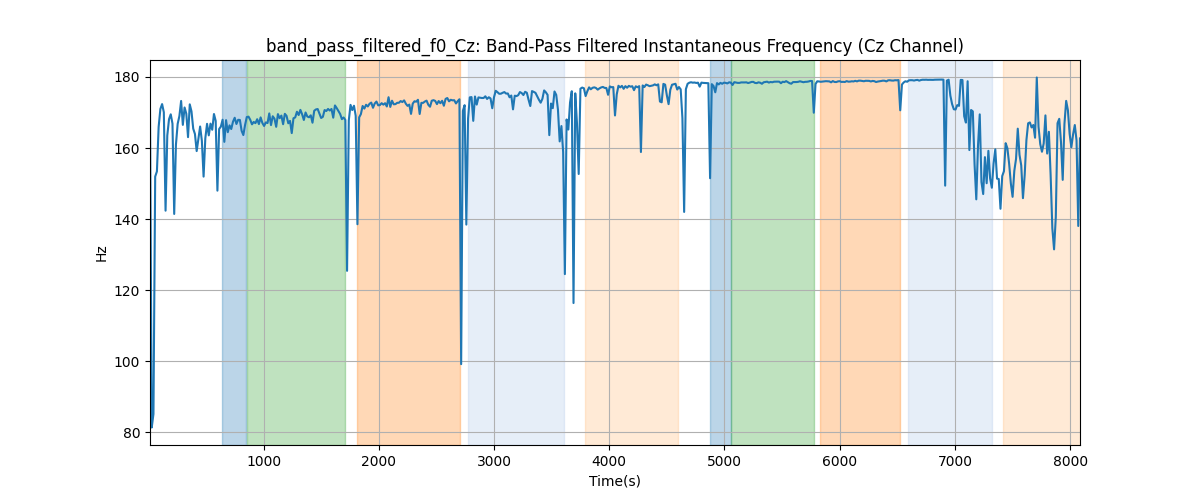 band_pass_filtered_f0_Cz: Band-Pass Filtered Instantaneous Frequency (Cz Channel)
180
160
140
120
100
80
Hz
1000 2000 3000 4000 5000 6000 7000 8000
Time(s)